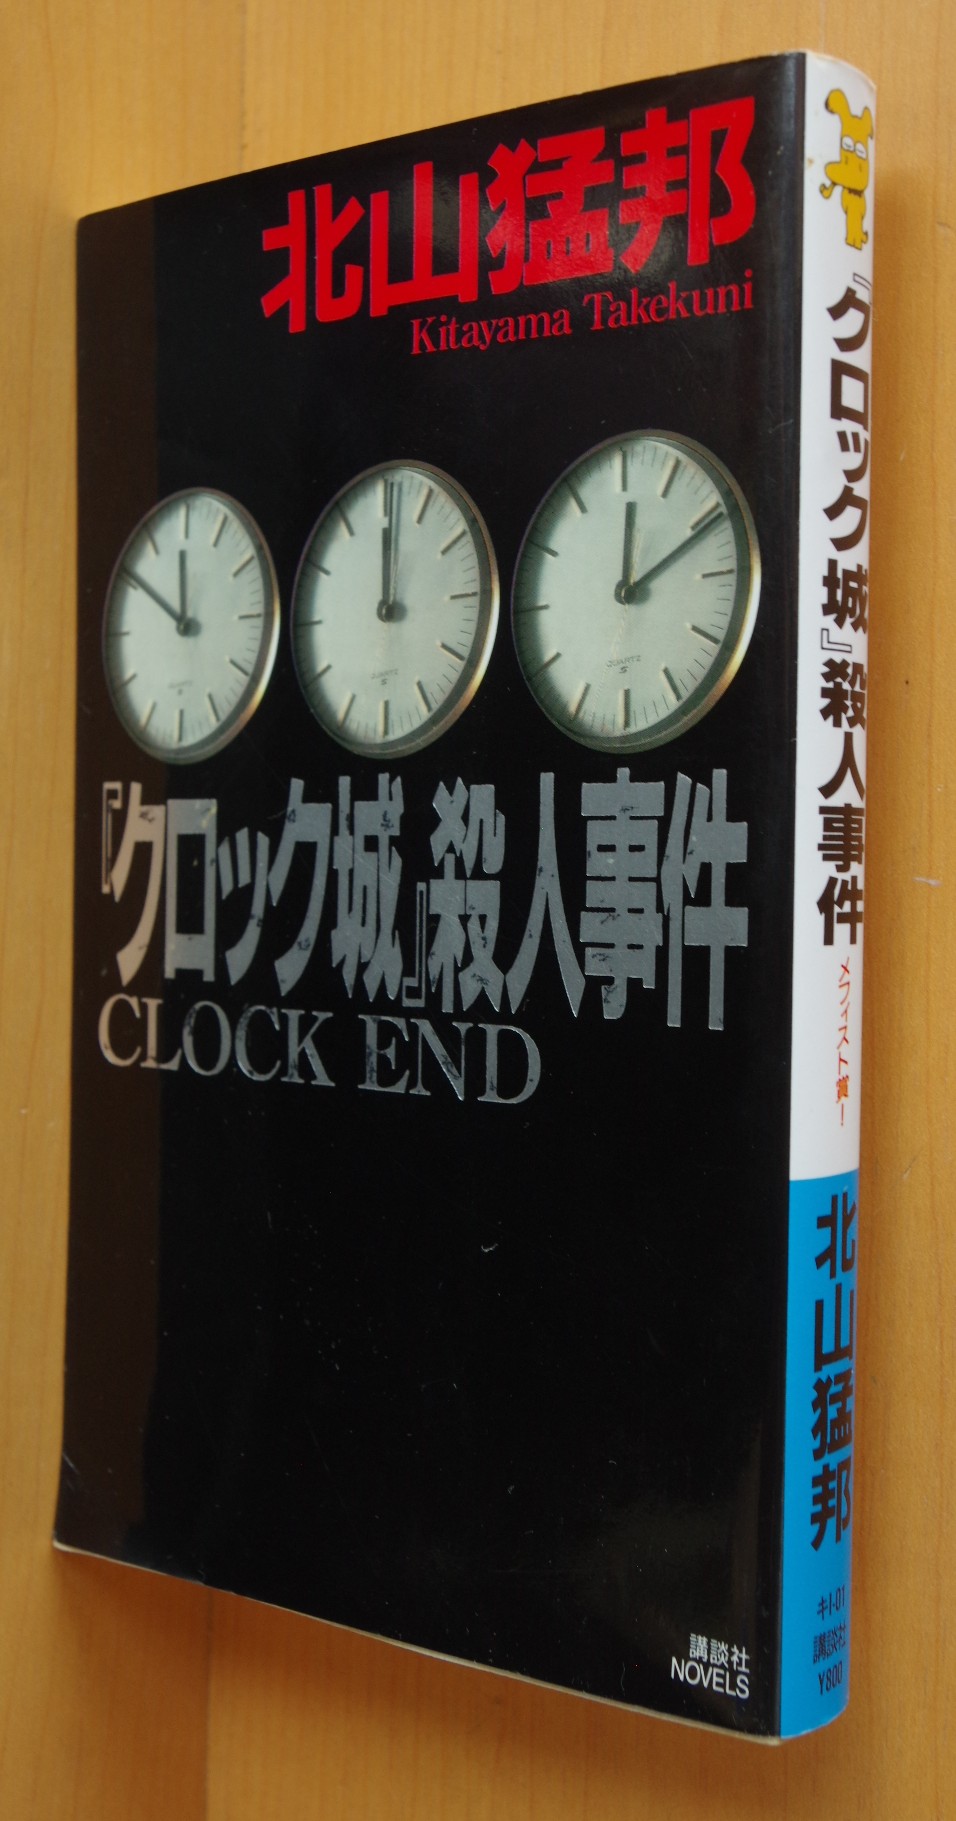 北山猛邦
Kitayama Takekuni
QUARTZ
S
QUARTZ
S
QUARTZ
S
『クロック城』殺人事件
CLOCK END
講談社
NOVELS
『クロック城』殺人事件
メフィスト賞!
北山猛邦
キI-01
講談社
¥800